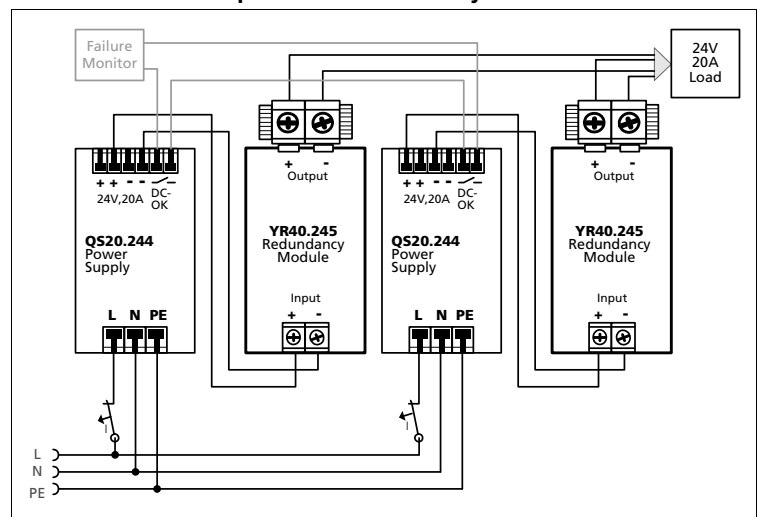 Failure
Monitor
24V
20A
Load
+ + - -
24V,20A
DC-
OK
QS20.244
Power
Supply
L N PE
+ -
Output
YR40.245
Redundancy
Module
Input
+ -
+ + - -
24V,20A
DC-
OK
QS20.244
Power
Supply
L N PE
+ -
Output
YR40.245
Redundancy
Module
Input
+ -
I
I
L
N
PE